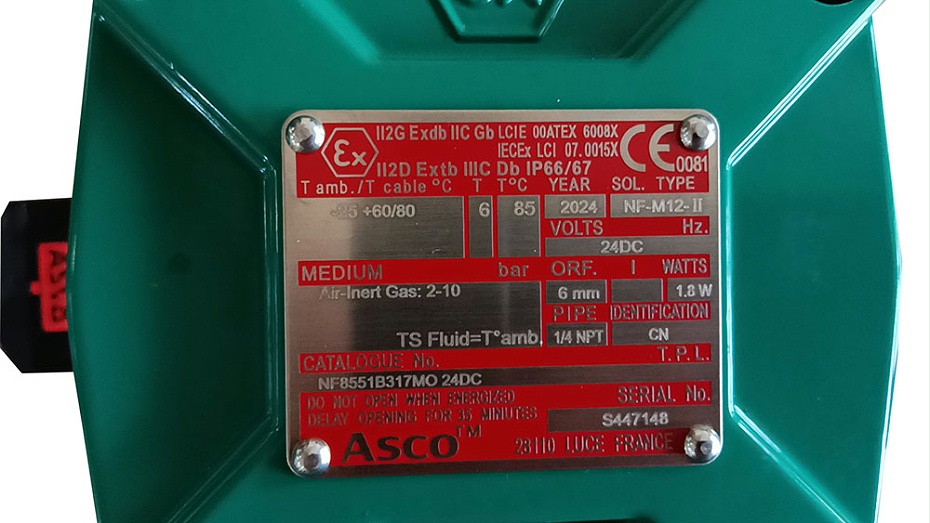 II2G Exdb IIC Gb LCIE 00ATEX 6008X
IECEx LCI 07.0015X
Ex
CE 0081
II2D Extb IIIC Db IP66/67
T amb./T cable °C T T°C YEAR SOL. TYPE
-25 +60/80 6 85 2024 NF-M12-II
VOLTS Hz.
24DC
MEDIUM bar ORF. I WATTS
Air-Inert Gas: 2-10 6 mm 1.8 W
PIPE IDENTIFICATION
TS Fluid=T°amb. 1/4 NPT CN
CATALOGUE No. T.P.L.
NF8551B317MO 24DC
DO NOT OPEN WHEN ENERGIZED SERIAL No.
DELAY OPENING FOR 35 MINUTES S447148
ASCO™ 28110 LUCE FRANCE